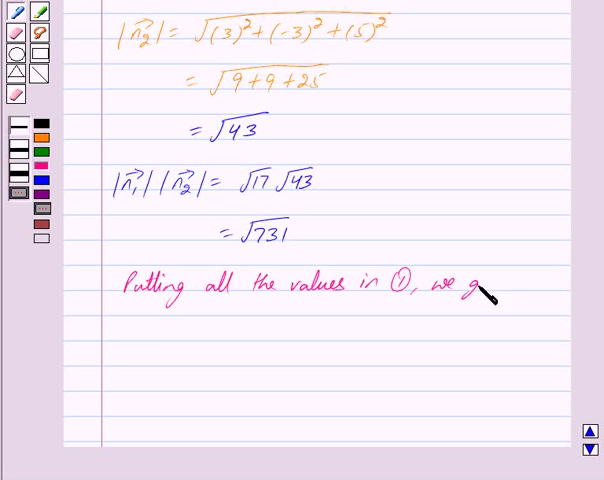 |n₂⃗| = √(3)²+(-3)²+(5)²
= √9+9+25
= √43
|n₁⃗| |n₂⃗| = √17 √43
= √731
Putting all the values in ①, we g